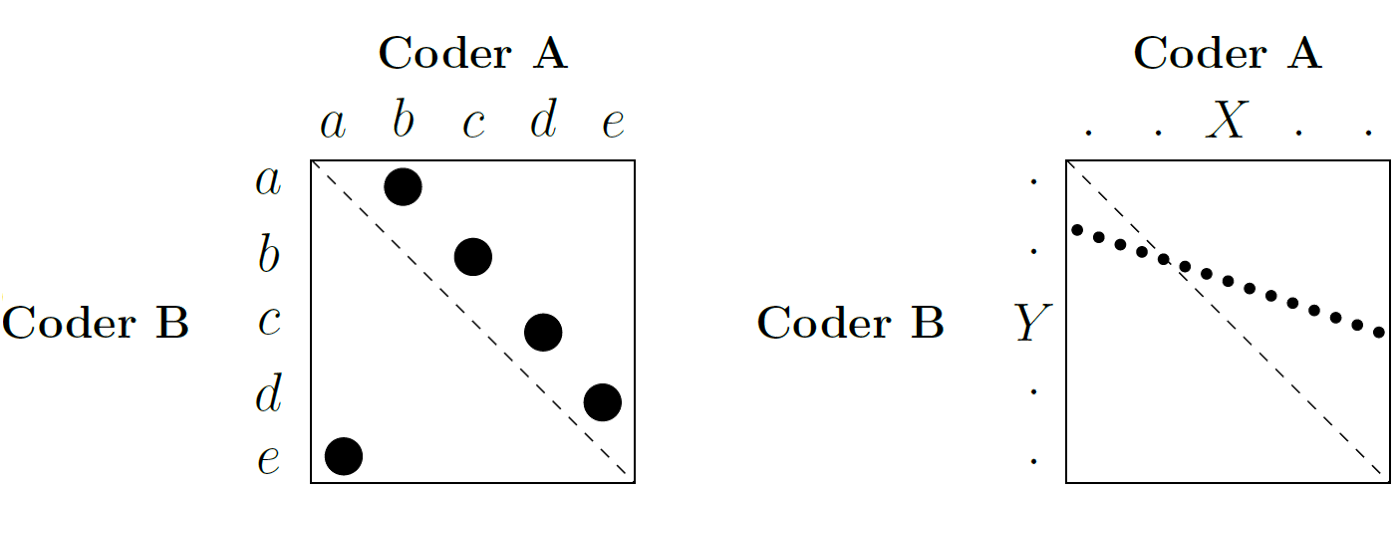 Coder A
a b c d e
a
b
Coder B c
d
e
Coder A
. . X . .
.
.
Coder B Y
.
.